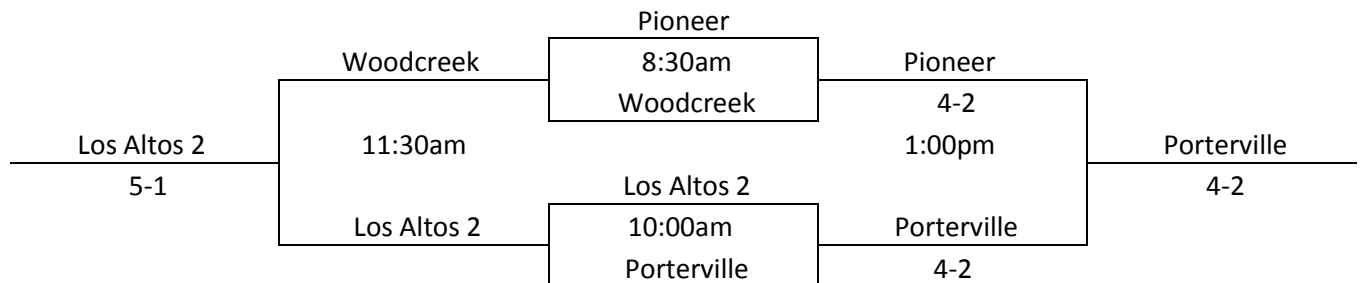 Pioneer
Woodcreek 8:30am Pioneer
Woodcreek 4-2
Los Altos 2 11:30am 1:00pm Porterville
5-1 Los Altos 2 4-2
Los Altos 2 10:00am Porterville
Porterville 4-2